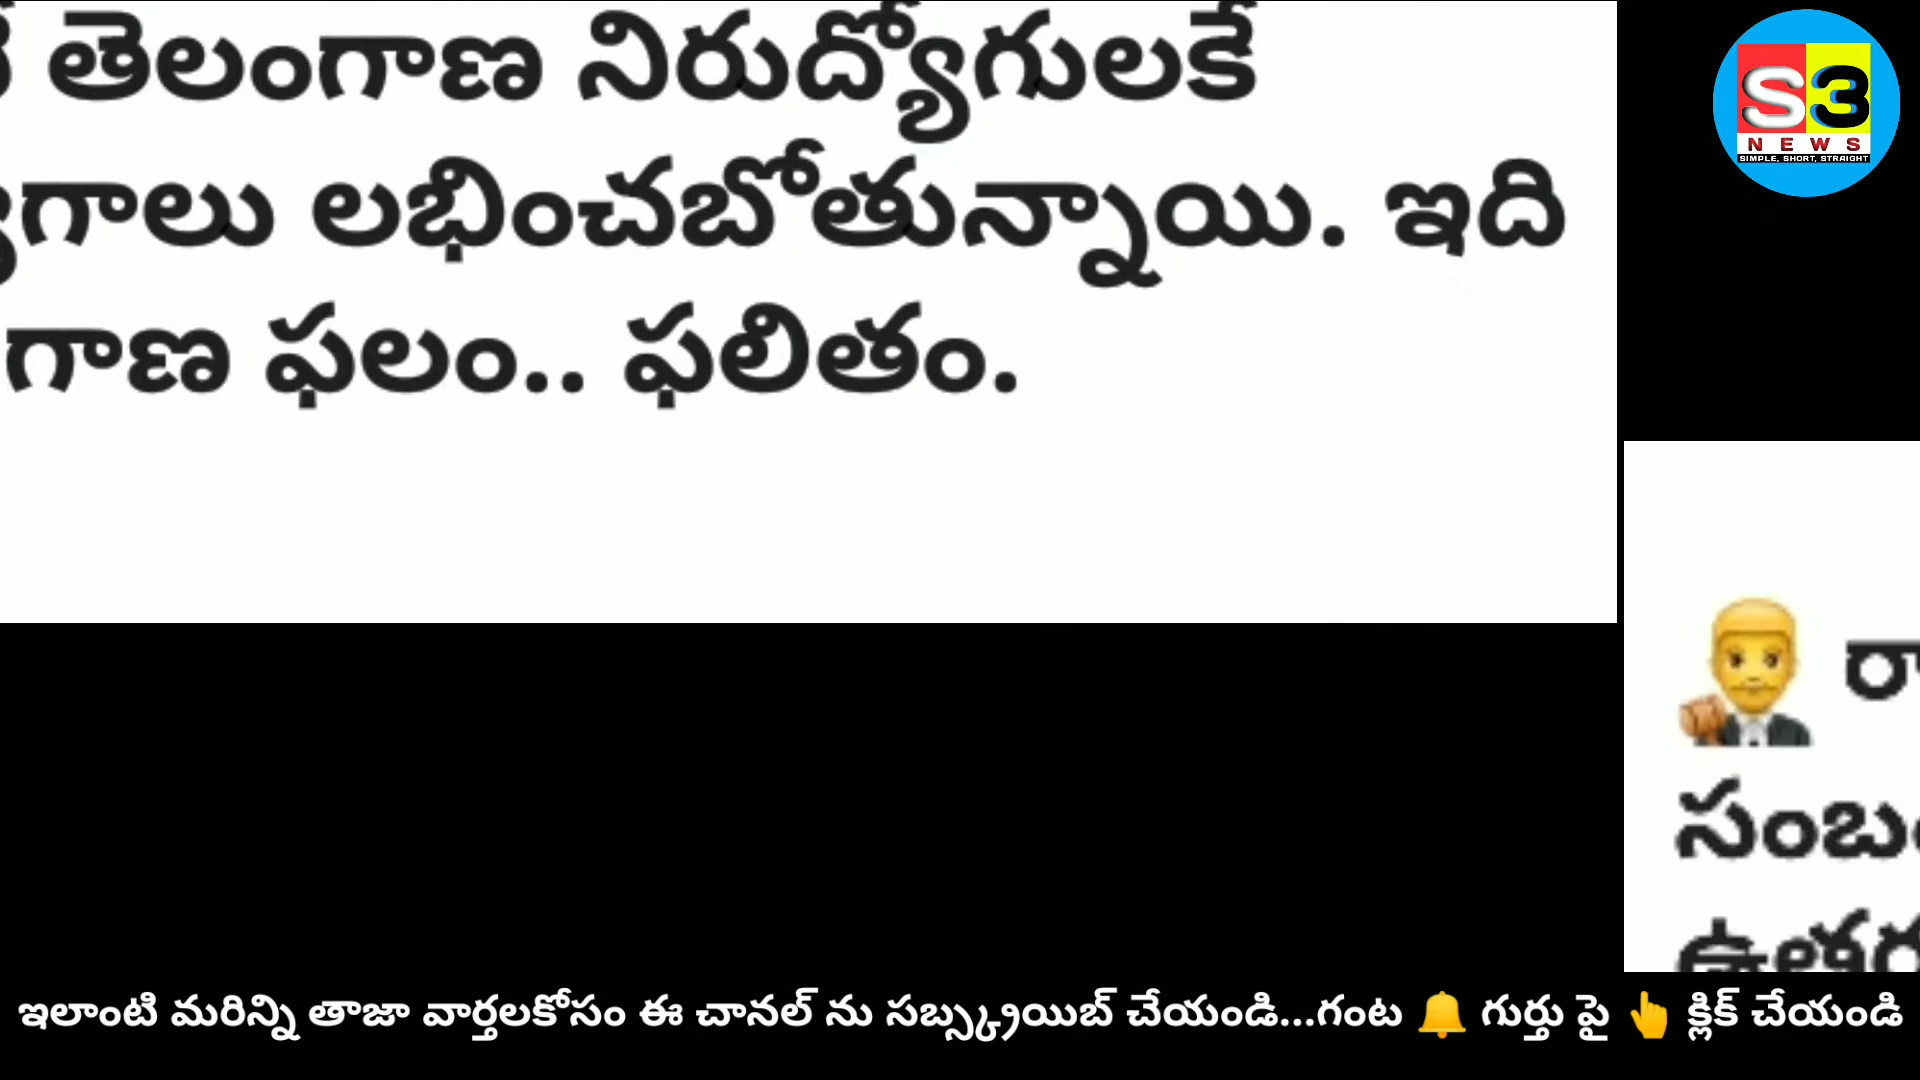 తెలంగాణ నిరుద్యోగులకే
లభించబోతున్నాయి. ఇది
ఫలం.. ఫలితం.
S3
NEWS
SIMPLE, SHORT, STRAIGHT
ఇలాంటి మరిన్ని తాజా వార్తలకోసం ఈ చానల్ ను సబ్స్క్రయిబ్ చేయండి...గంట 🔔 గుర్తు పై 👆 క్లిక్ చేయండి